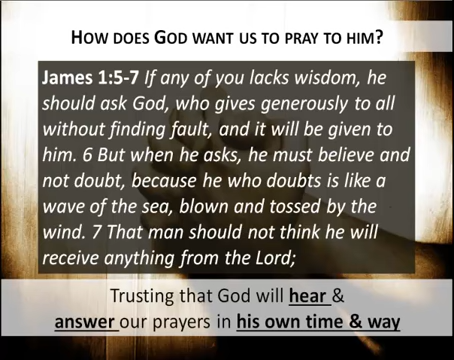 HOW DOES GOD WANT US TO PRAY TO HIM?
James 1:5-7 If any of you lacks wisdom, he
should ask God, who gives generously to all
without finding fault, and it will be given to
him. 6 But when he asks, he must believe and
not doubt, because he who doubts is like a
wave of the sea, blown and tossed by the
wind. 7 That man should not think he will
receive anything from the Lord;
Trusting that God will hear &
answer our prayers in his own time & way